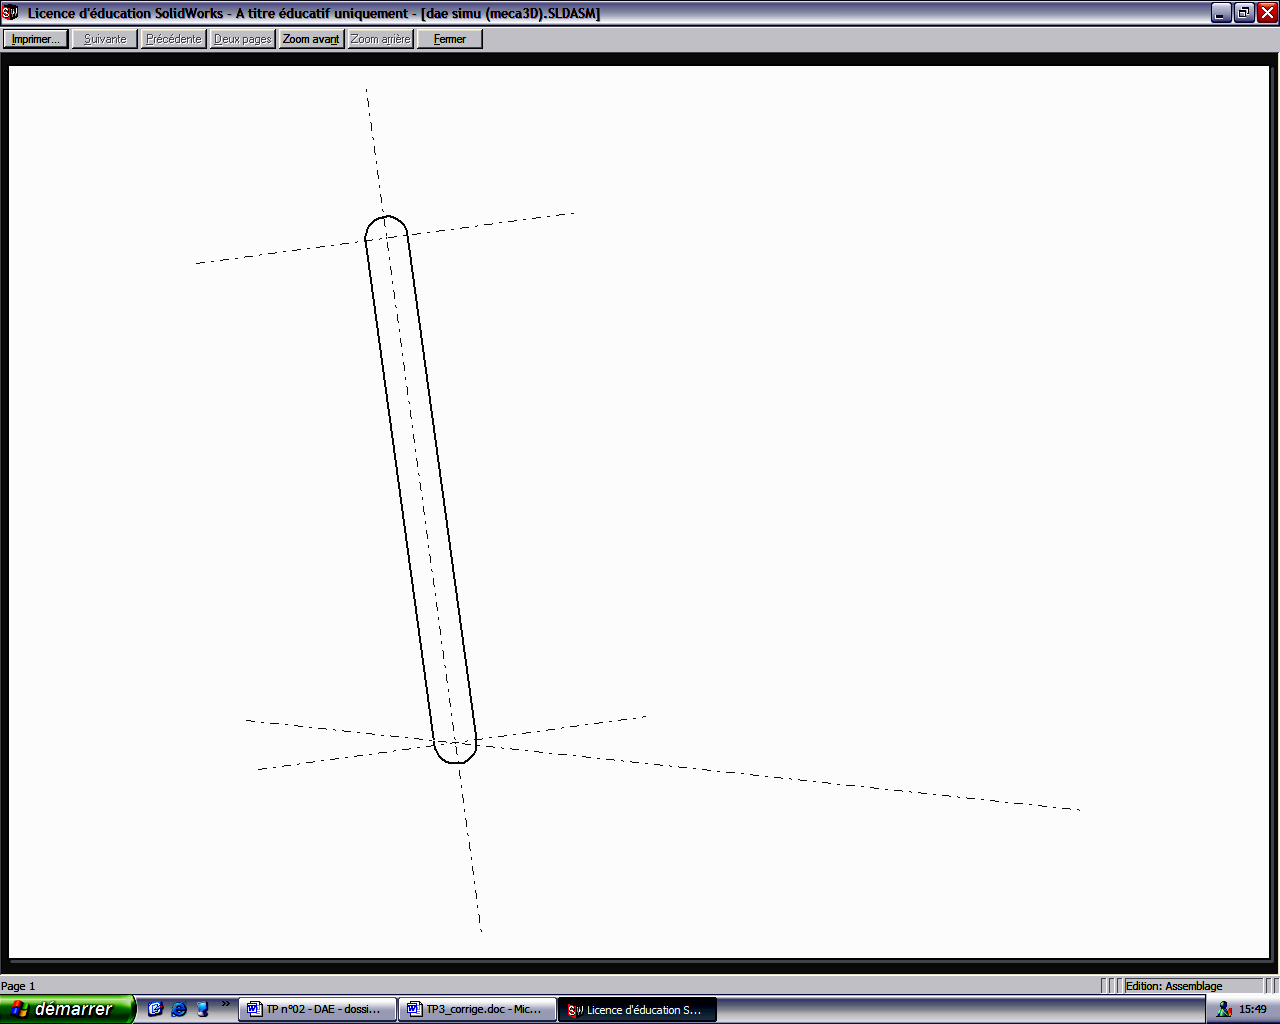 Licence d'éducation SolidWorks - A titre éducatif uniquement - [dae simu (meca3D).SLDASM]
Imprimer... Suivante Précédente Deux pages Zoom avant Zoom arrière Fermer
Page 1 Edition: Assemblage
démarrer » TP n°02 - DAE - dossi... TP3_corrige.doc - Mic... Licence d'éducation S... 15:49